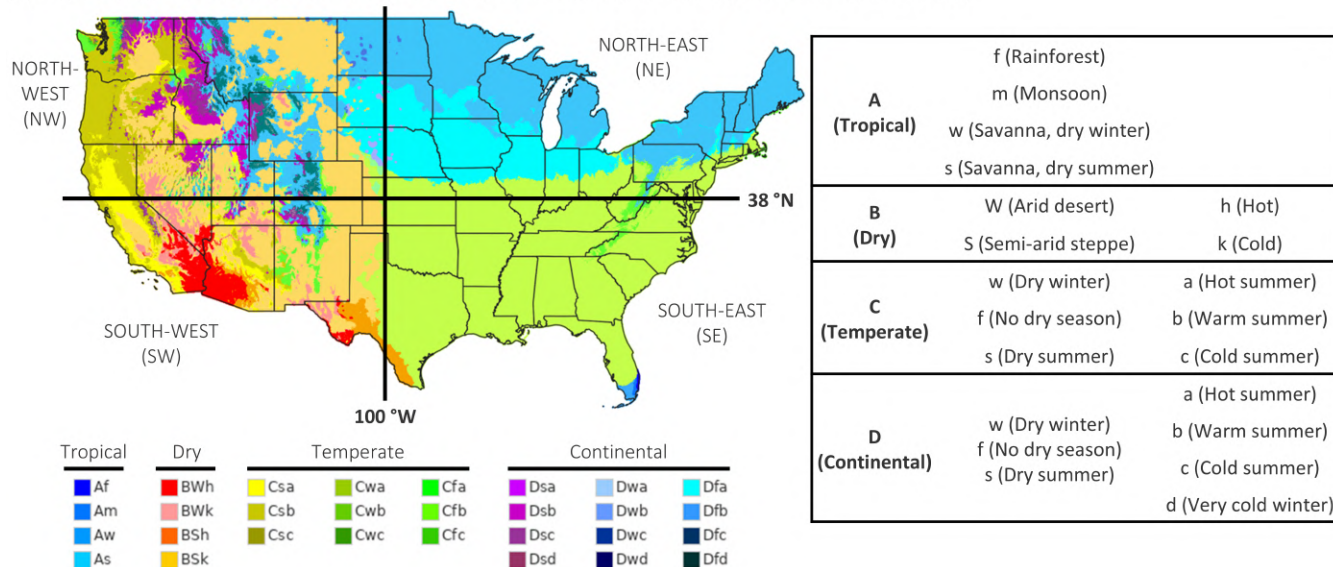 NORTH-EAST
(NE)
NORTH-
WEST
(NW)
38 °N
SOUTH-EAST
(SE)
SOUTH-WEST
(SW)
100 °W
Tropical Dry Temperate Continental
Af BWh Csa Cwa Cfa Dsa Dwa Dfa
Am BWk Csb Cwb Cfb Dsb Dwb Dfb
Aw BSh Csc Cwc Cfc Dsc Dwc Dfc
As BSk Dsd Dwd Dfd
A
(Tropical)
f (Rainforest)
m (Monsoon)
w (Savanna, dry winter)
s (Savanna, dry summer)
B
(Dry)
W (Arid desert) h (Hot)
S (Semi-arid steppe) k (Cold)
C
(Temperate)
w (Dry winter) a (Hot summer)
f (No dry season) b (Warm summer)
s (Dry summer) c (Cold summer)
D
(Continental)
w (Dry winter)
f (No dry season)
s (Dry summer)
a (Hot summer)
b (Warm summer)
c (Cold summer)
d (Very cold winter)